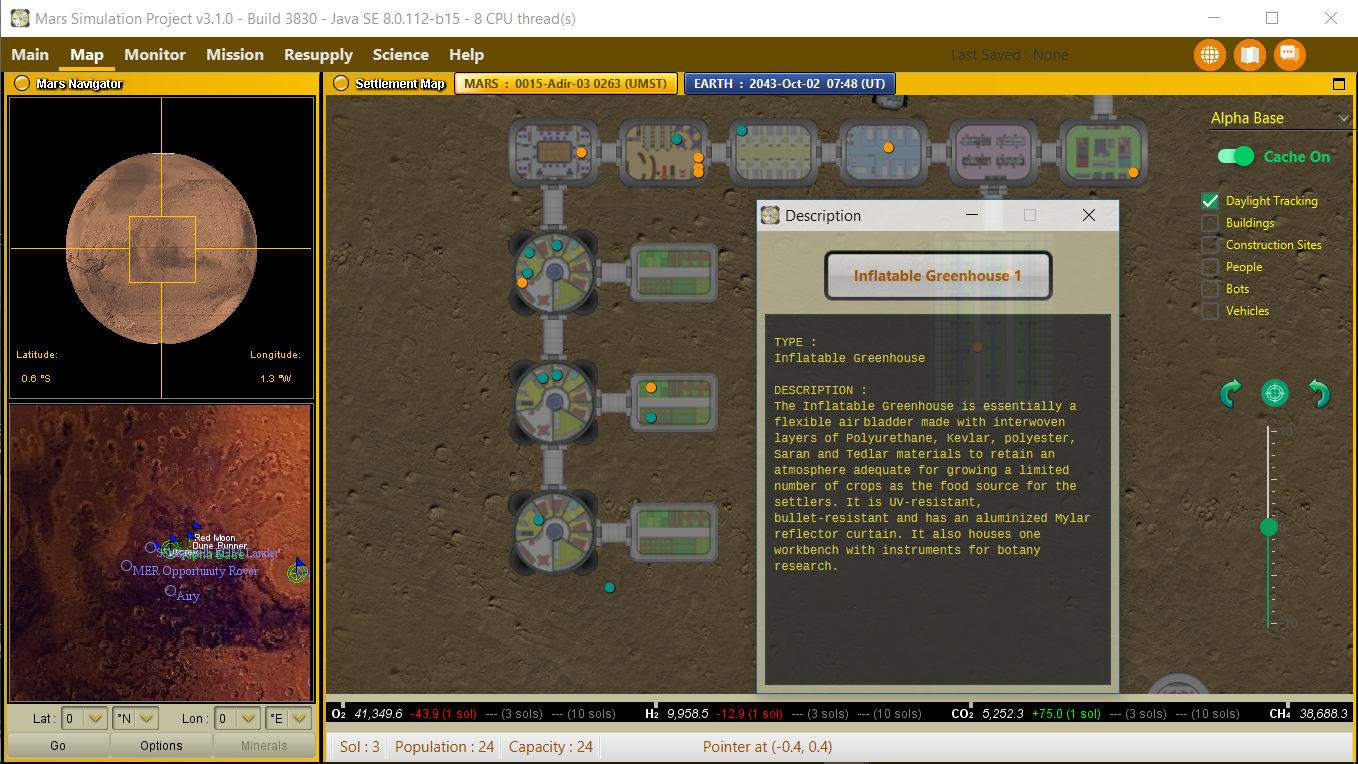 Mars Simulation Project v3.1.0 - Build 3830 - Java SE 8.0.112-b15 - 8 CPU thread(s)
Main Map Monitor Mission Resupply Science Help
Last Saved : None
Mars Navigator
Settlement Map
MARS : 0015-Adir-03 0263 (UMST)
EARTH : 2043-Oct-02 07:48 (UT)
Alpha Base
Cache On
Daylight Tracking
Buildings
Construction Sites
People
Bots
Vehicles
10
-10
Latitude:
Longitude:
0.6 °S
1.3 °W
Red Moon
Dune Runner
Lander
MER Opportunity Rover
Airy
Description
Inflatable Greenhouse 1
TYPE :
Inflatable Greenhouse
DESCRIPTION :
The Inflatable Greenhouse is essentially a
flexible air bladder made with interwoven
layers of Polyurethane, Kevlar, polyester,
Saran and Tedlar materials to retain an
atmosphere adequate for growing a limited
number of crops as the food source for the
settlers. It is UV-resistant,
bullet-resistant and has an aluminized Mylar
reflector curtain. It also houses one
workbench with instruments for botany
research.
O₂ 41,349.6 -43.9 (1 sol) --- (3 sols) --- (10 sols)
H₂ 9,958.5 -12.9 (1 sol) --- (3 sols) --- (10 sols)
CO₂ 5,252.3 +75.0 (1 sol) --- (3 sols) --- (10 sols)
CH₄ 38,688.3
Lat : 0 °N Lon : 0 °E
Go Options Minerals
Sol : 3 Population : 24 Capacity : 24
Pointer at (-0.4, 0.4)